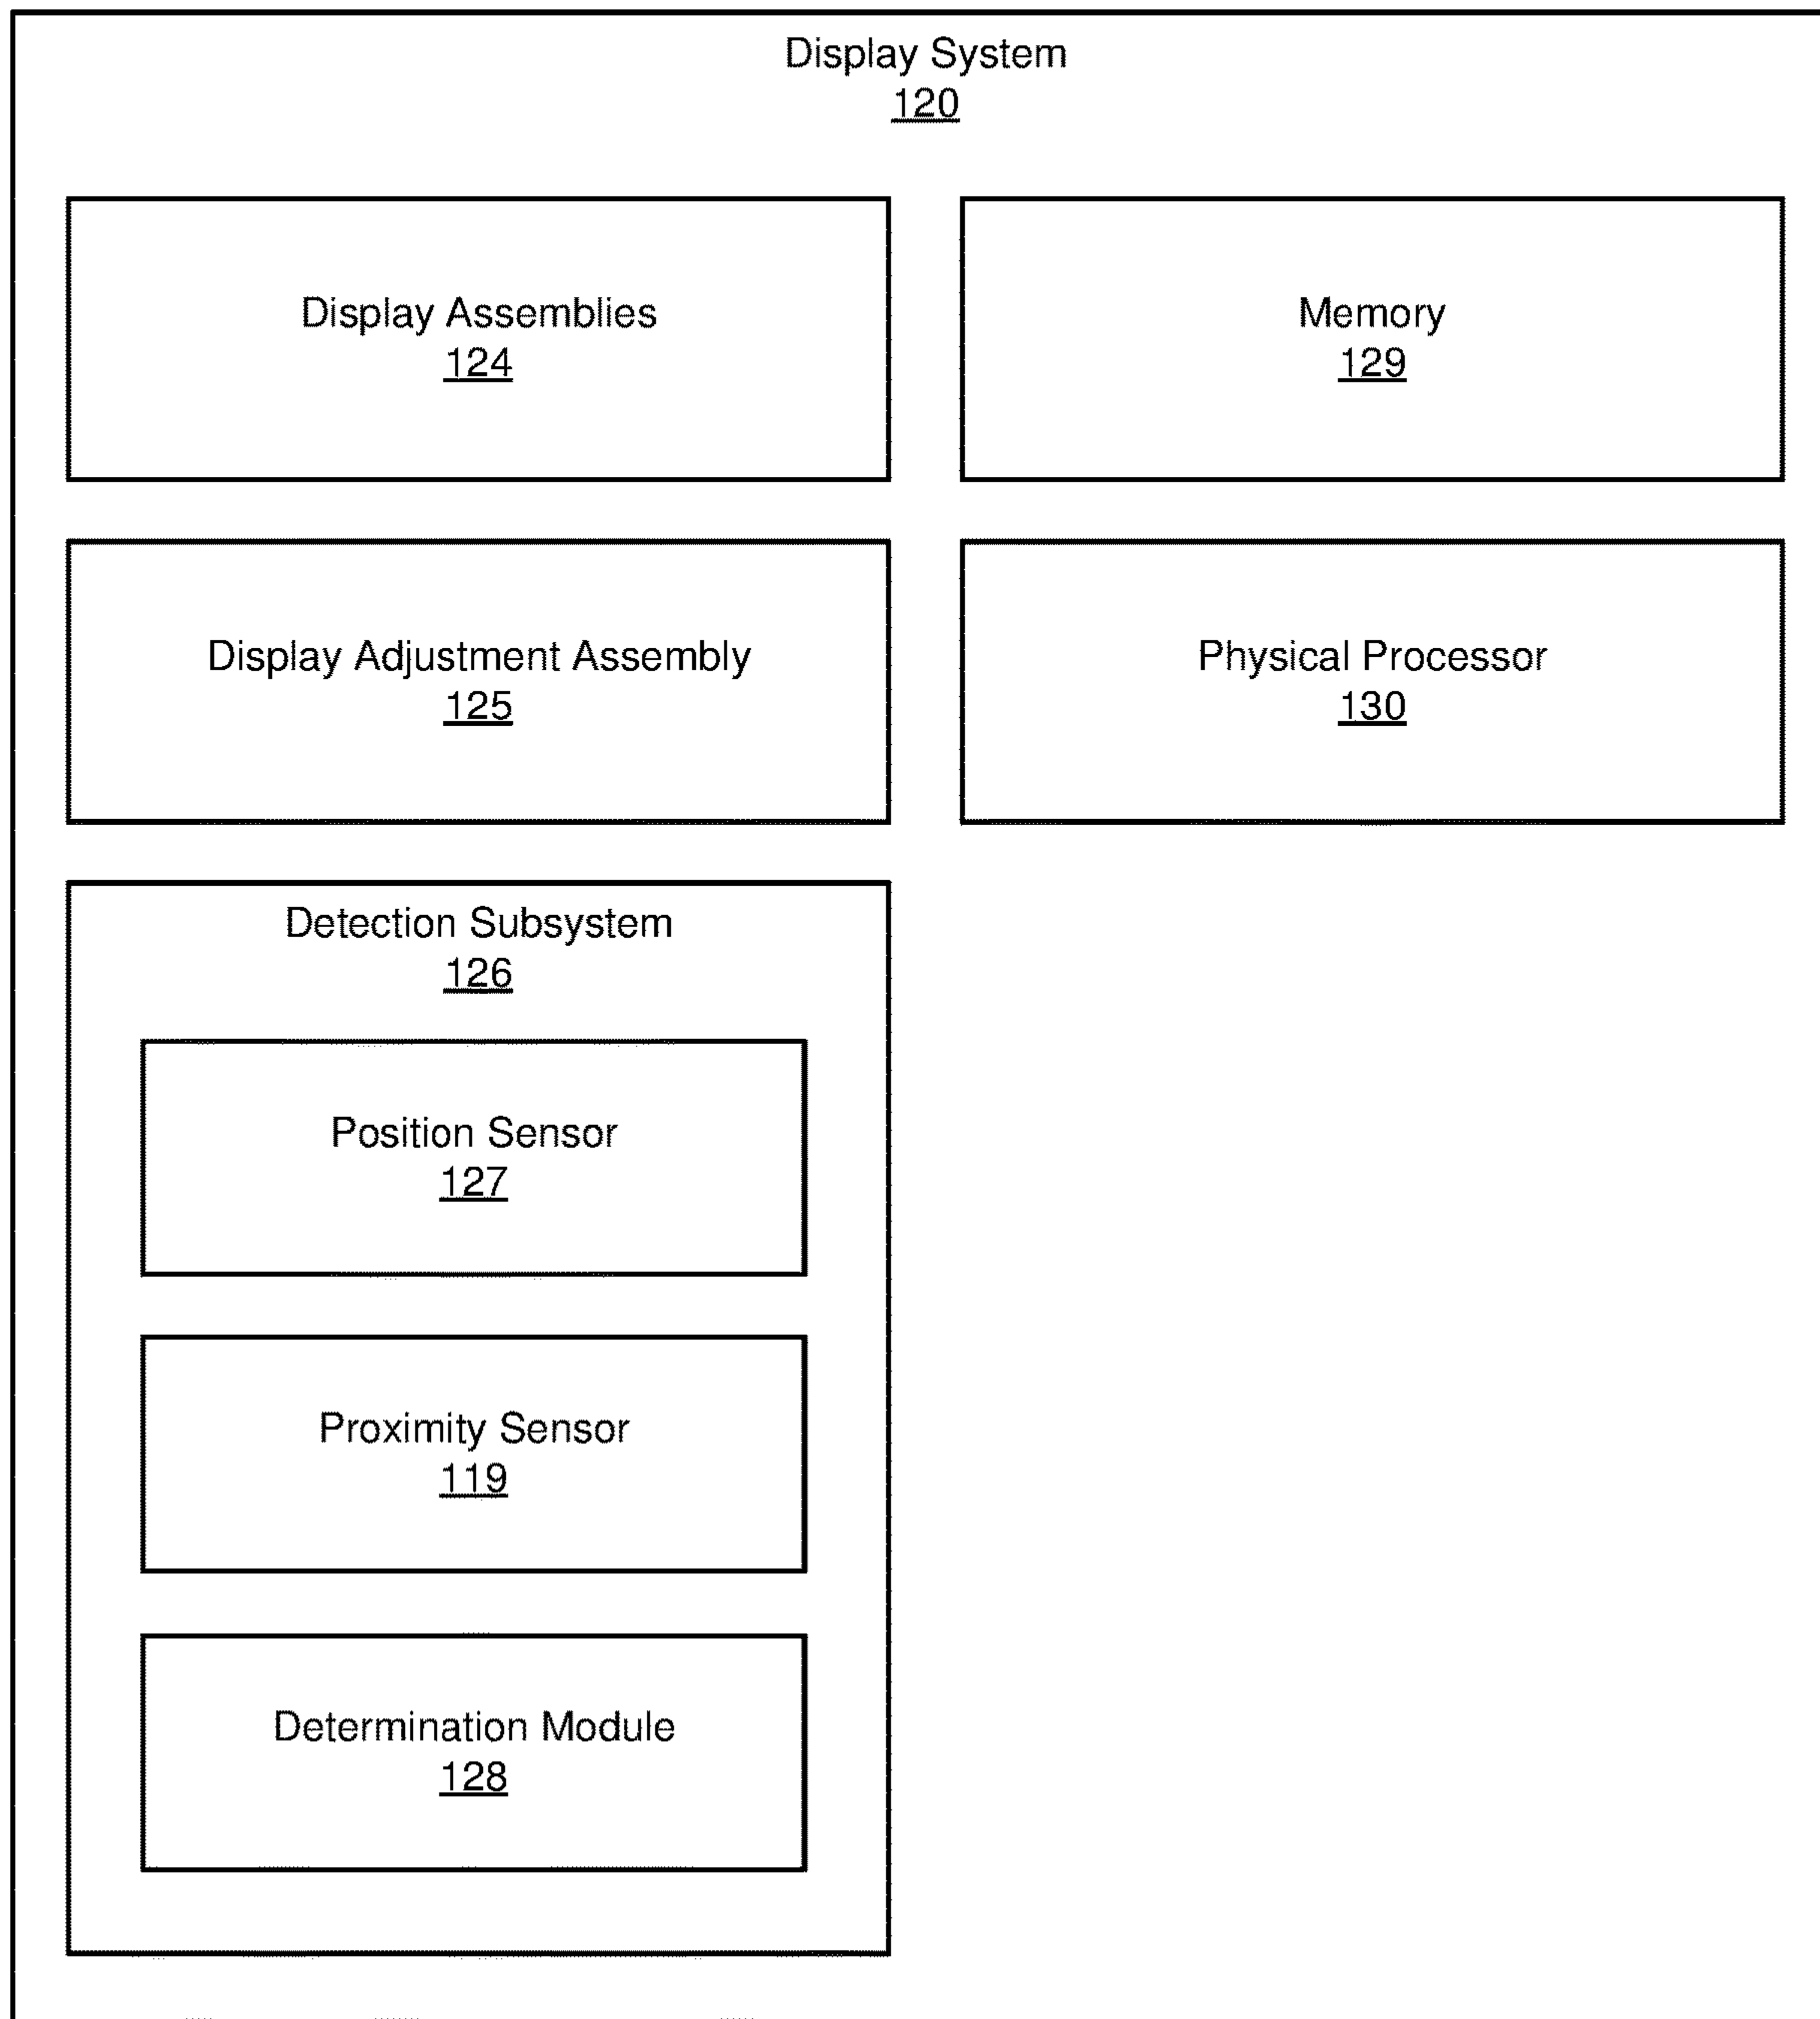 Display System
120
Display Assemblies
124
Memory
129
Display Adjustment Assembly
125
Physical Processor
130
Detection Subsystem
126
Position Sensor
127
Proximity Sensor
119
Determination Module
128